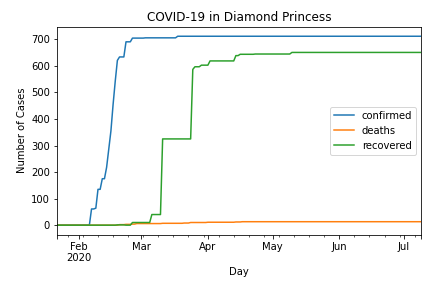 COVID-19 in Diamond Princess
Number of Cases
700
600
500
400
300
200
100
0
confirmed
deaths
recovered
Feb Mar Apr May Jun Jul
2020
Day